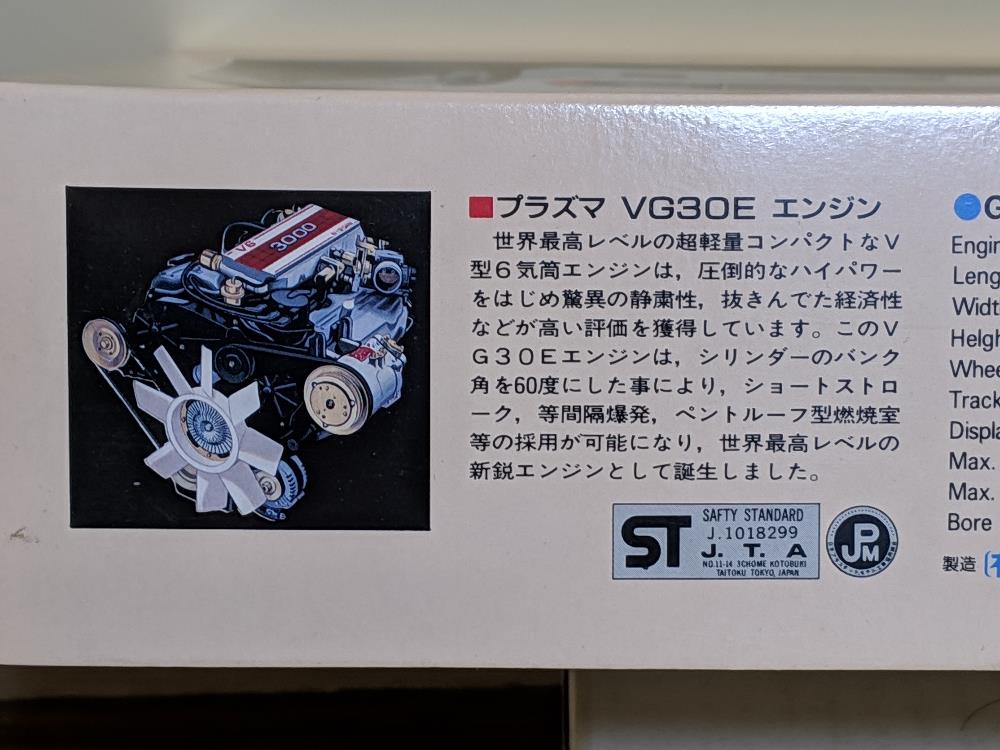 V6 3000
■プラズマ VG30E エンジン
世界最高レベルの超軽量コンパクトなV
型6気筒エンジンは，圧倒的なハイパワー
をはじめ驚異の静粛性，抜きんでた経済性
などが高い評価を獲得しています。このV
G30Eエンジンは，シリンダーのバンク
角を60度にした事により，ショートストロ
ーク，等間隔爆発，ペントルーフ型燃焼室
等の採用が可能になり，世界最高レベルの
新鋭エンジンとして誕生しました。
ST
SAFTY STANDARD
J.1018299
J. T. A
NO.11-14 3CHOME KOTOBUKI
TAITOKU TOKYO, JAPAN
JPM
●G
Engin
Leng
Widt
Heigh
Whee
Track
Displa
Max.
Max.
Bore
製造